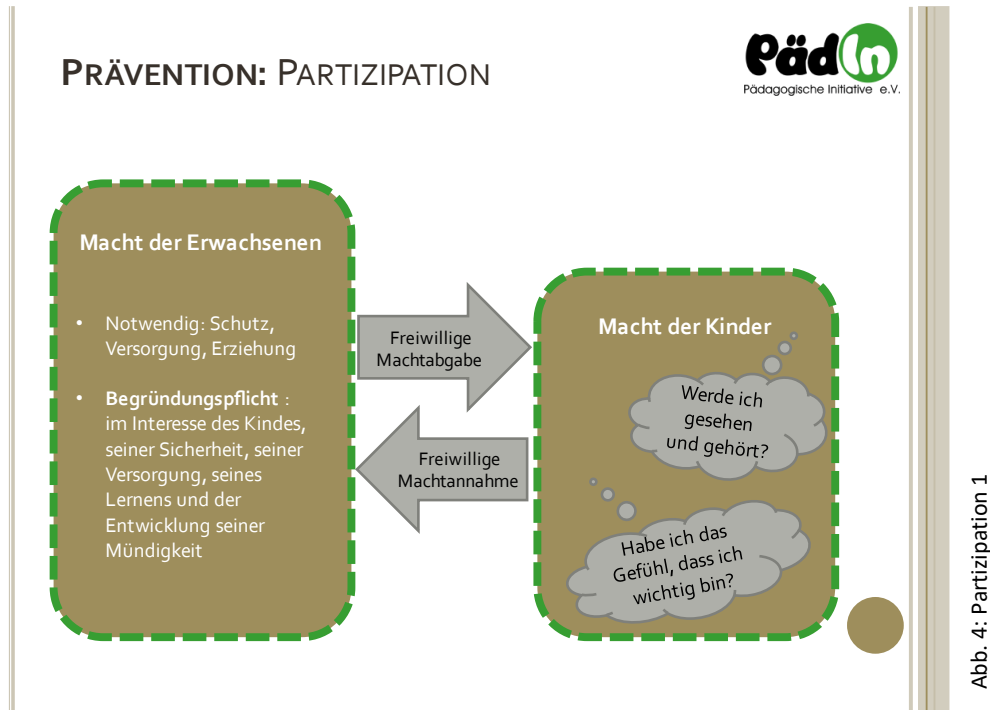 PRÄVENTION: PARTIZIPATION
PädIn
Pädagogische Initiative e.V.
Macht der Erwachsenen
• Notwendig: Schutz,
Versorgung, Erziehung
• Begründungspflicht :
im Interesse des Kindes,
seiner Sicherheit, seiner
Versorgung, seines
Lernens und der
Entwicklung seiner
Mündigkeit
Freiwillige
Machtabgabe
Freiwillige
Machtannahme
Macht der Kinder
Werde ich
gesehen
und gehört?
Habe ich das
Gefühl, dass ich
wichtig bin?
Abb. 4: Partizipation 1